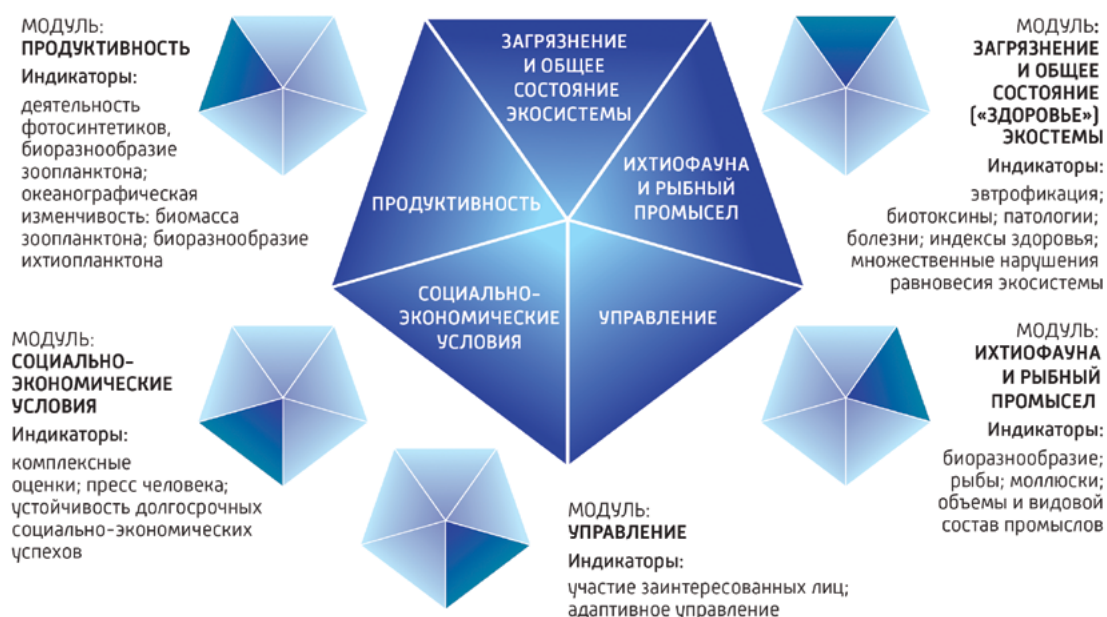 МОДУЛЬ:
ПРОДУКТИВНОСТЬ
Индикаторы:
деятельность
фотосинтетиков,
биоразнообразие
зоопланктона;
океанографическая
изменчивость: биомасса
зоопланктона; биоразнообразие
ихтиопланктона
ЗАГРЯЗНЕНИЕ
И ОБЩЕЕ
СОСТОЯНИЕ
ЭКОСИСТЕМЫ
ИХТИОФАУНА
И РЫБНЫЙ
ПРОМЫСЕЛ
ПРОДУКТИВНОСТЬ
СОЦИАЛЬНО-
ЭКОНОМИЧЕСКИЕ
УСЛОВИЯ
УПРАВЛЕНИЕ
МОДУЛЬ:
ЗАГРЯЗНЕНИЕ
И ОБЩЕЕ
СОСТОЯНИЕ
(«ЗДОРОВЬЕ»)
ЭКОСТЕМЫ
Индикаторы:
эвтрофикация;
биотоксины; патологии;
болезни; индексы здоровья;
множественные нарушения
равновесия экосистемы
МОДУЛЬ:
СОЦИАЛЬНО-
ЭКОНОМИЧЕСКИЕ
УСЛОВИЯ
Индикаторы:
комплексные
оценки; пресс человека;
устойчивость долгосрочных
социально-экономических
успехов
МОДУЛЬ:
УПРАВЛЕНИЕ
Индикаторы:
участие заинтересованных лиц;
адаптивное управление
МОДУЛЬ:
ИХТИОФАУНА
И РЫБНЫЙ
ПРОМЫСЕЛ
Индикаторы:
биоразнообразие;
рыбы; моллюски;
объемы и видовой
состав промыслов